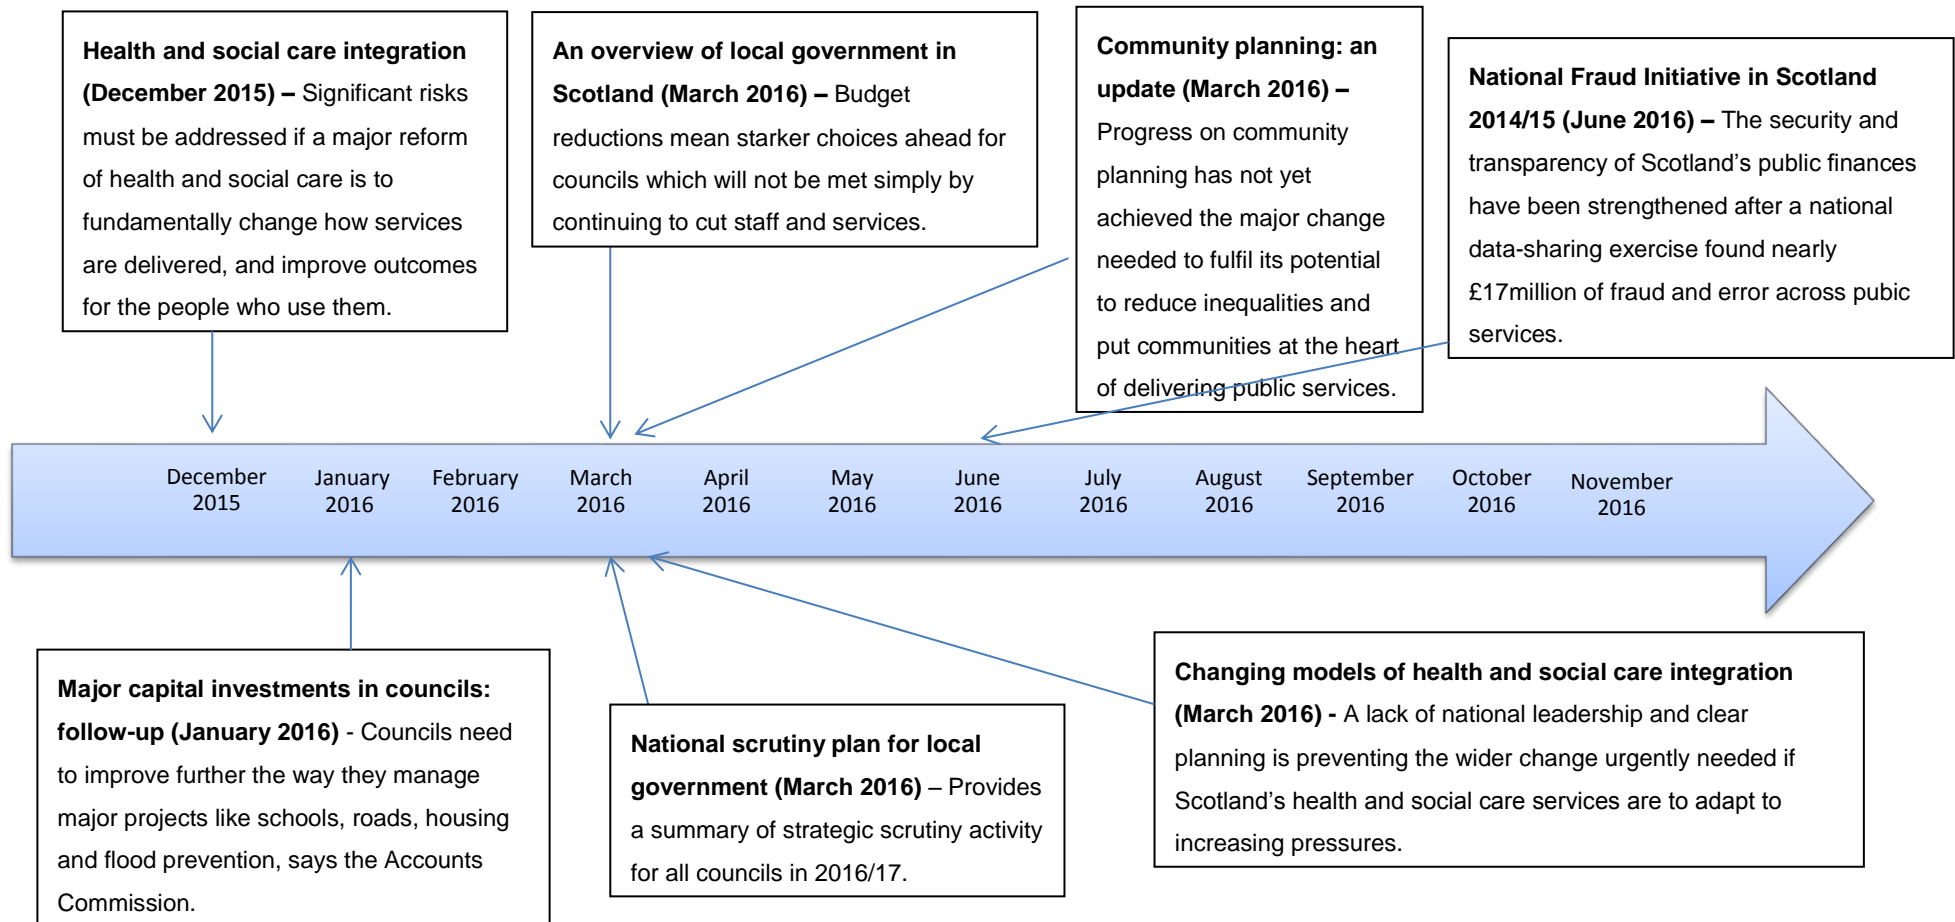 Health and social care integration
(December 2015) – Significant risks
must be addressed if a major reform
of health and social care is to
fundamentally change how services
are delivered, and improve outcomes
for the people who use them.
An overview of local government in
Scotland (March 2016) – Budget
reductions mean starker choices ahead for
councils which will not be met simply by
continuing to cut staff and services.
Community planning: an
update (March 2016) –
Progress on community
planning has not yet
achieved the major change
needed to fulfil its potential
to reduce inequalities and
put communities at the heart
of delivering public services.
National Fraud Initiative in Scotland
2014/15 (June 2016) – The security and
transparency of Scotland’s public finances
have been strengthened after a national
data-sharing exercise found nearly
£17million of fraud and error across pubic
services.
December
2015
January
2016
February
2016
March
2016
April
2016
May
2016
June
2016
July
2016
August
2016
September
2016
October
2016
November
2016
Major capital investments in councils:
follow-up (January 2016) - Councils need
to improve further the way they manage
major projects like schools, roads, housing
and flood prevention, says the Accounts
Commission.
National scrutiny plan for local
government (March 2016) – Provides
a summary of strategic scrutiny activity
for all councils in 2016/17.
Changing models of health and social care integration
(March 2016) - A lack of national leadership and clear
planning is preventing the wider change urgently needed if
Scotland’s health and social care services are to adapt to
increasing pressures.